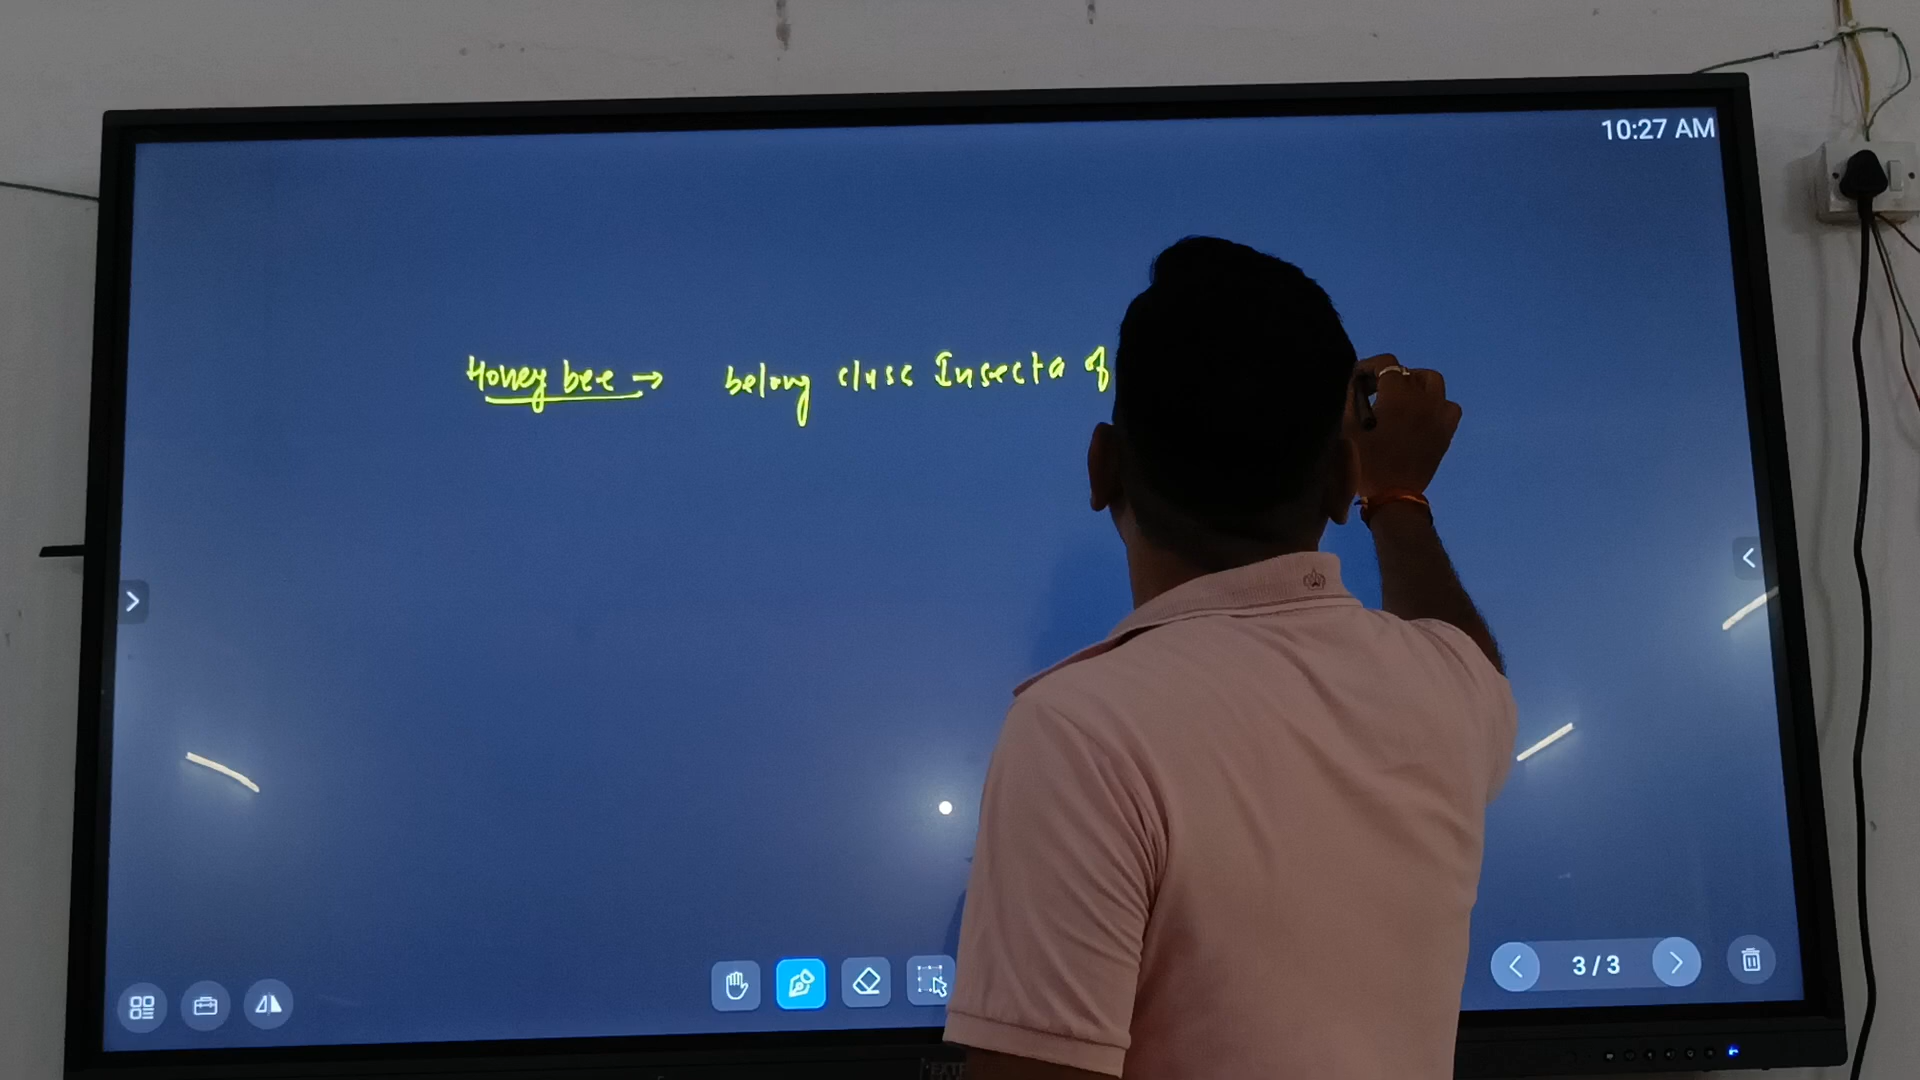 10:27 AM
Honey bee → belong class Insecta of
3/3